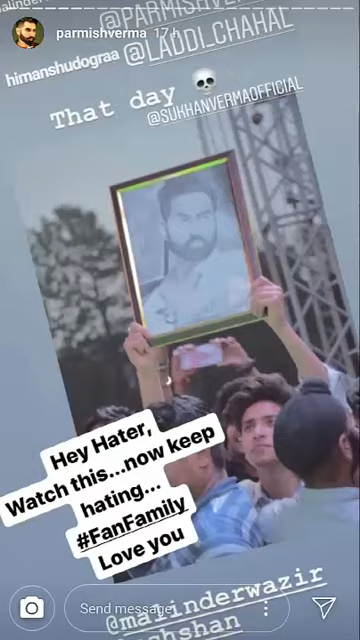 @PARMISHVERMA
parmishverma 17h
himanshudograa @LADDI_CHAHAL
That day 💀
@SUKHANVERMAOFFICIAL
Hey Hater,
Watch this...now keep
hating...
#FanFamily
Love you
Send message
@malinderwazir